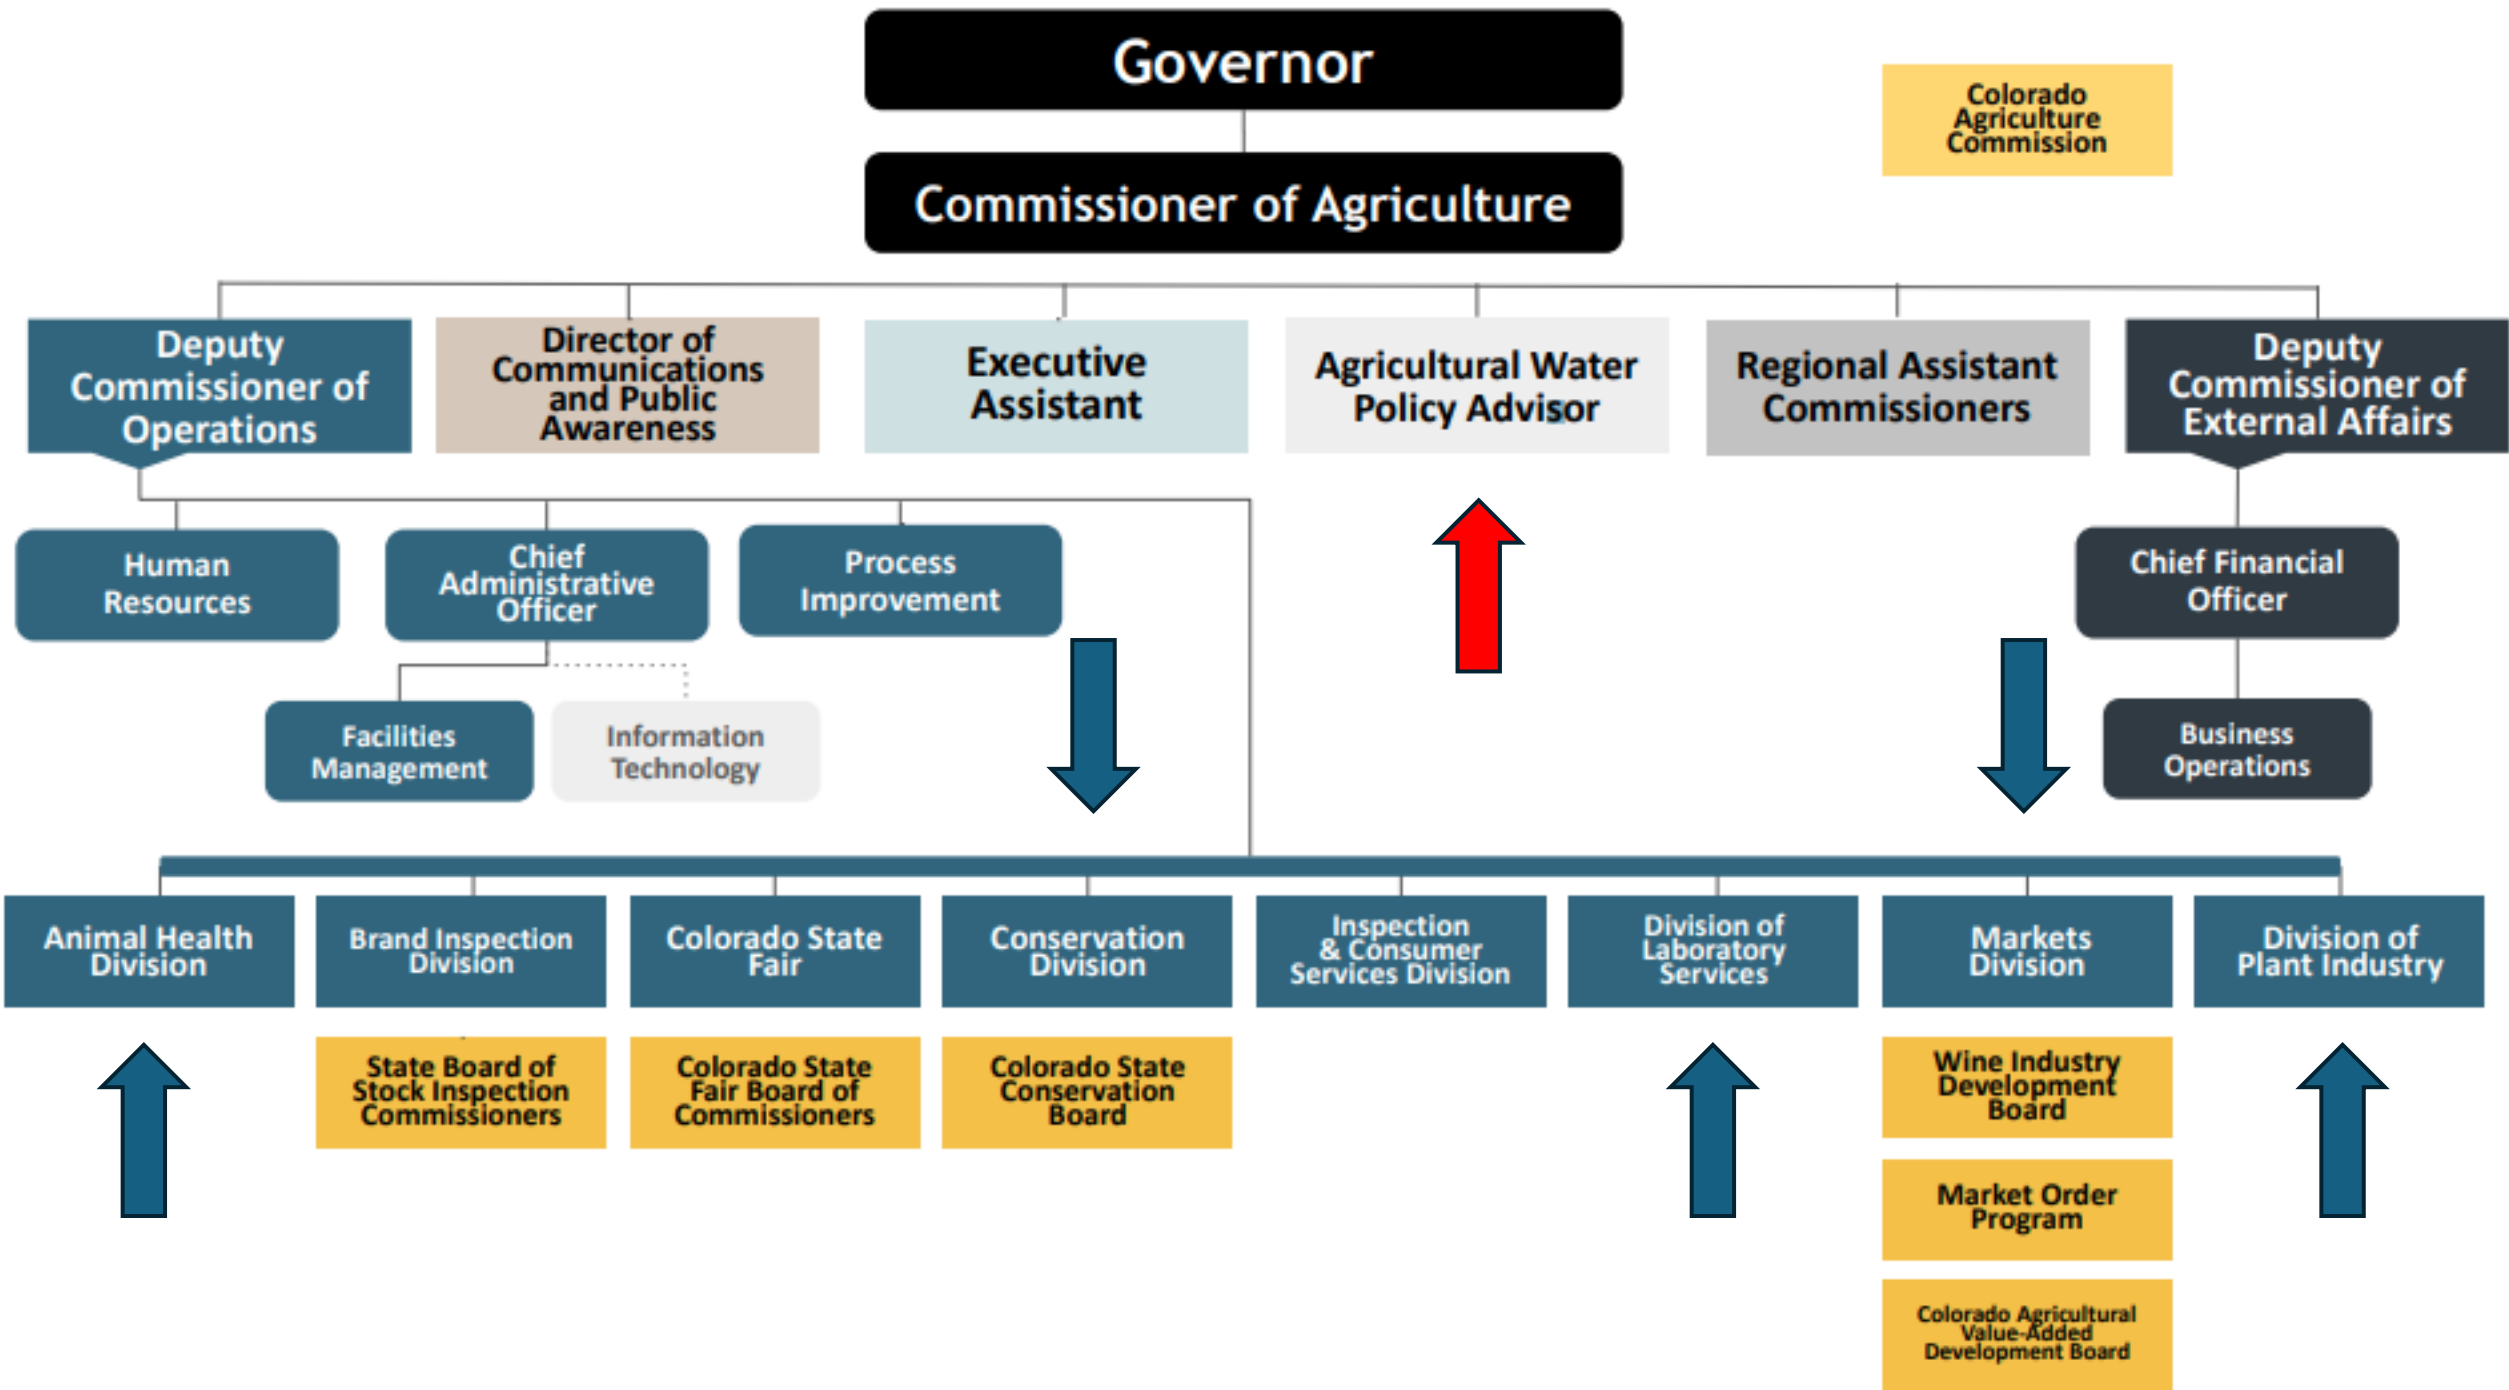 Governor
Colorado
Agriculture
Commission
Commissioner of Agriculture
Deputy
Commissioner of
Operations
Director of
Communications
and Public
Awareness
Executive
Assistant
Agricultural Water
Policy Advisor
Regional Assistant
Commissioners
Deputy
Commissioner of
External Affairs
Human
Resources
Chief
Administrative
Officer
Process
Improvement
Chief Financial
Officer
Facilities
Management
Information
Technology
Business
Operations
Animal Health
Division
Brand Inspection
Division
Colorado State
Fair
Conservation
Division
Inspection
& Consumer
Services Division
Division of
Laboratory
Services
Markets
Division
Division of
Plant Industry
State Board of
Stock Inspection
Commissioners
Colorado State
Fair Board of
Commissioners
Colorado State
Conservation
Board
Wine Industry
Development
Board
Market Order
Program
Colorado Agricultural
Value-Added
Development Board